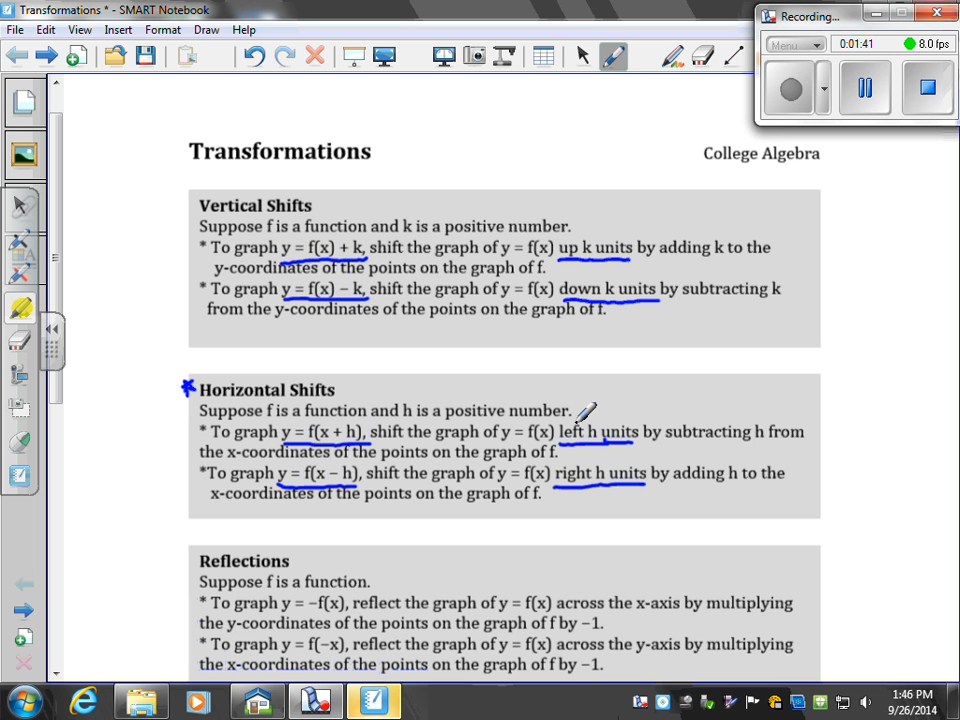 Transformations * - SMART Notebook
File Edit View Insert Format Draw Help
Recording...
Menu 0:01:41 8.0 fps
Transformations College Algebra
Vertical Shifts
Suppose f is a function and k is a positive number.
* To graph y = f(x) + k, shift the graph of y = f(x) up k units by adding k to the
y-coordinates of the points on the graph of f.
* To graph y = f(x) − k, shift the graph of y = f(x) down k units by subtracting k
from the y-coordinates of the points on the graph of f.
Horizontal Shifts
Suppose f is a function and h is a positive number.
* To graph y = f(x + h), shift the graph of y = f(x) left h units by subtracting h from
the x-coordinates of the points on the graph of f.
*To graph y = f(x − h), shift the graph of y = f(x) right h units by adding h to the
x-coordinates of the points on the graph of f.
Reflections
Suppose f is a function.
* To graph y = −f(x), reflect the graph of y = f(x) across the x-axis by multiplying
the y-coordinates of the points on the graph of f by −1.
* To graph y = f(−x), reflect the graph of y = f(x) across the y-axis by multiplying
the x-coordinates of the points on the graph of f by −1.
1:46 PM
9/26/2014